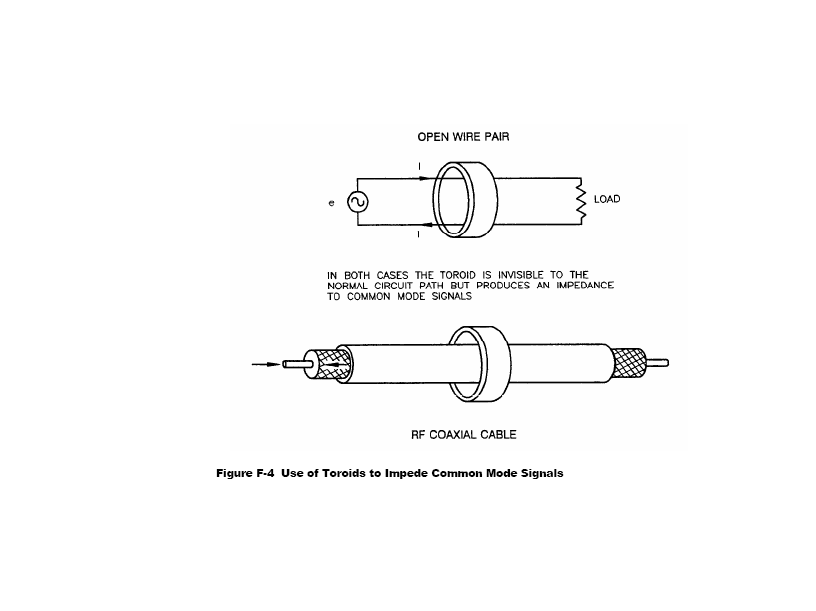 OPEN WIRE PAIR
I
e
LOAD
I
IN BOTH CASES THE TOROID IS INVISIBLE TO THE
NORMAL CIRCUIT PATH BUT PRODUCES AN IMPEDANCE
TO COMMON MODE SIGNALS
RF COAXIAL CABLE
Figure F-4 Use of Toroids to Impede Common Mode Signals